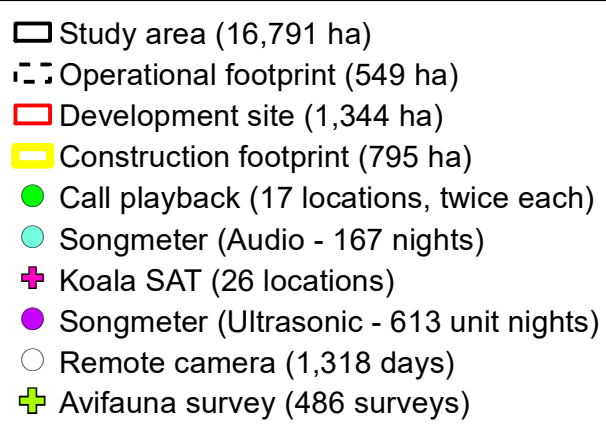 Study area (16,791 ha)
Operational footprint (549 ha)
Development site (1,344 ha)
Construction footprint (795 ha)
Call playback (17 locations, twice each)
Songmeter (Audio - 167 nights)
Koala SAT (26 locations)
Songmeter (Ultrasonic - 613 unit nights)
Remote camera (1,318 days)
Avifauna survey (486 surveys)